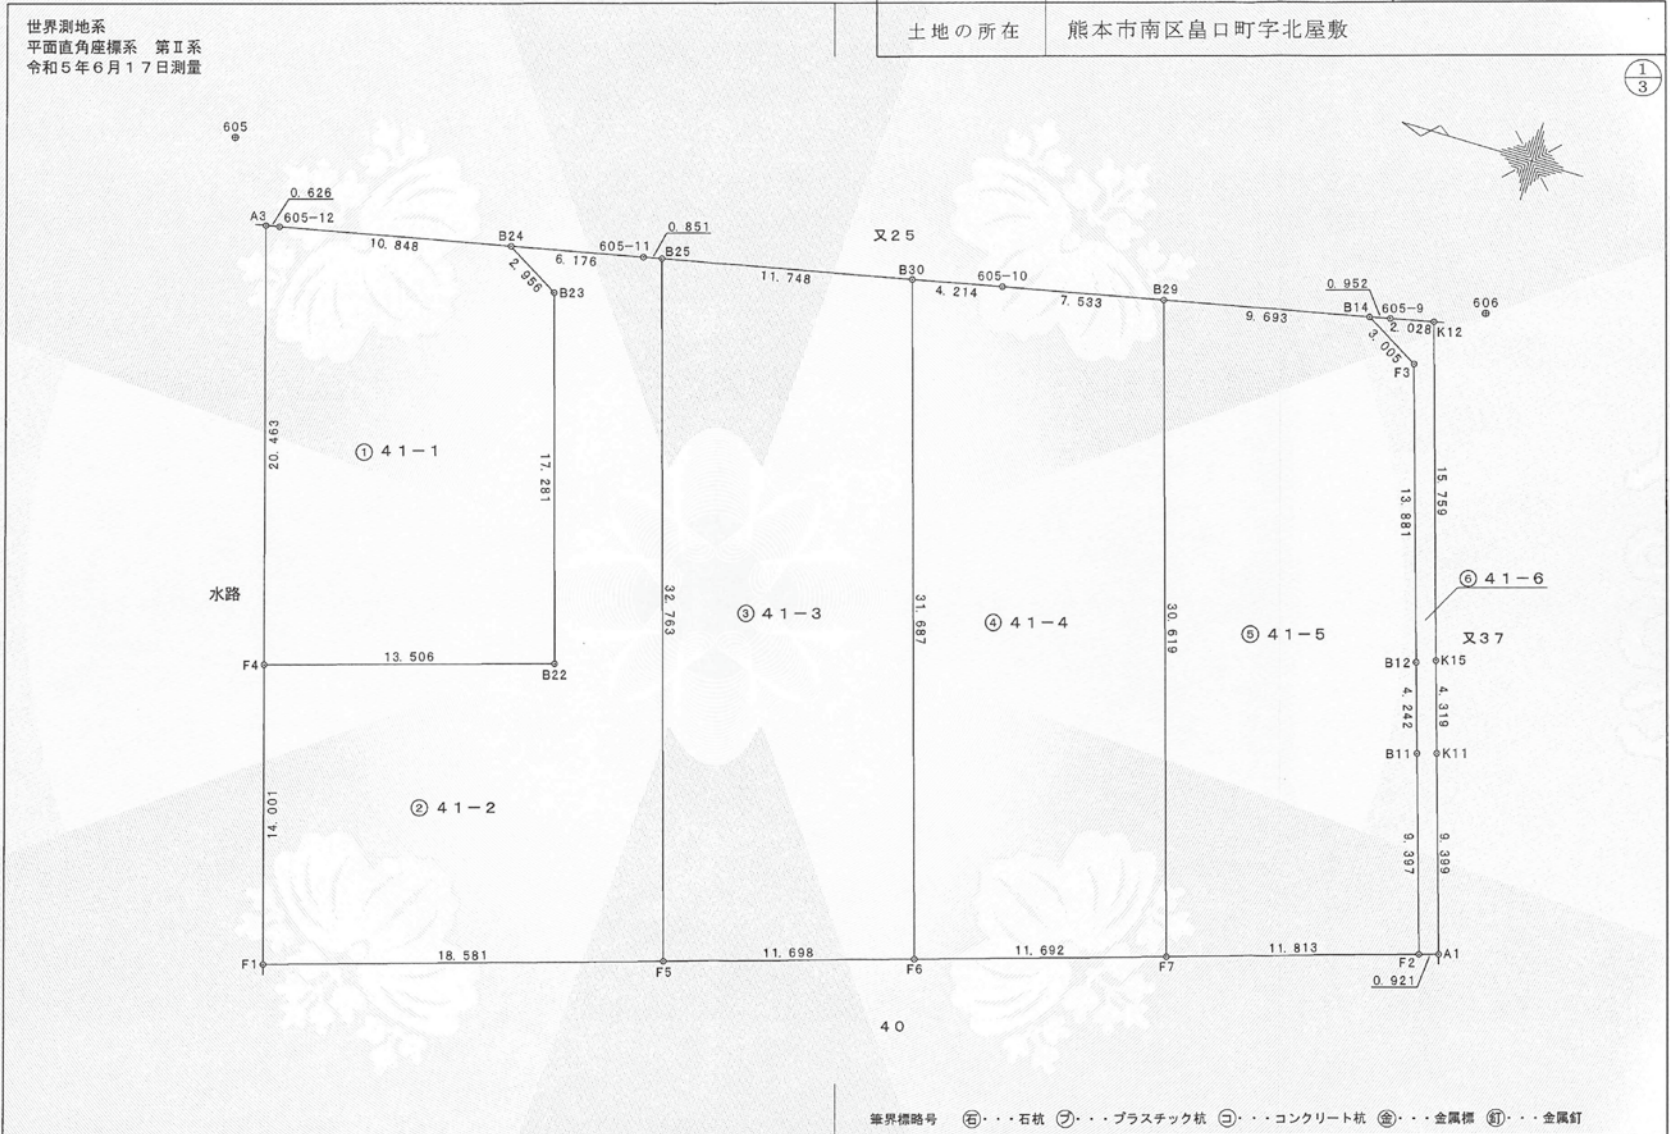 世界測地系
平面直角座標系　第Ⅱ系
令和5年6月17日測量
土地の所在　熊本市南区畠口町字北屋敷
1/3
605
0.626
A3 605-12
10.848
B24
6.176
605-11
0.851
B25
2.956
B23
又25
11.748
B30
4.214
605-10
7.533
B29
9.693
0.952
B14
605-9
2.028
K12
606
3.005
F3
20.463
① 41-1
17.281
水路
32.763
③ 41-3
31.687
④ 41-4
30.619
⑤ 41-5
13.881
15.759
⑥ 41-6
又37
F4
13.506
B22
B12
K15
4.242
4.319
B11
K11
14.001
② 41-2
9.397
9.399
F1
18.581
F5
11.698
F6
11.692
F7
11.813
F2
A1
0.921
40
筆界標略号　㊂石・・・石杭　プ・・・プラスチック杭　コ・・・コンクリート杭　金・・・金属標　釘・・・金属釘